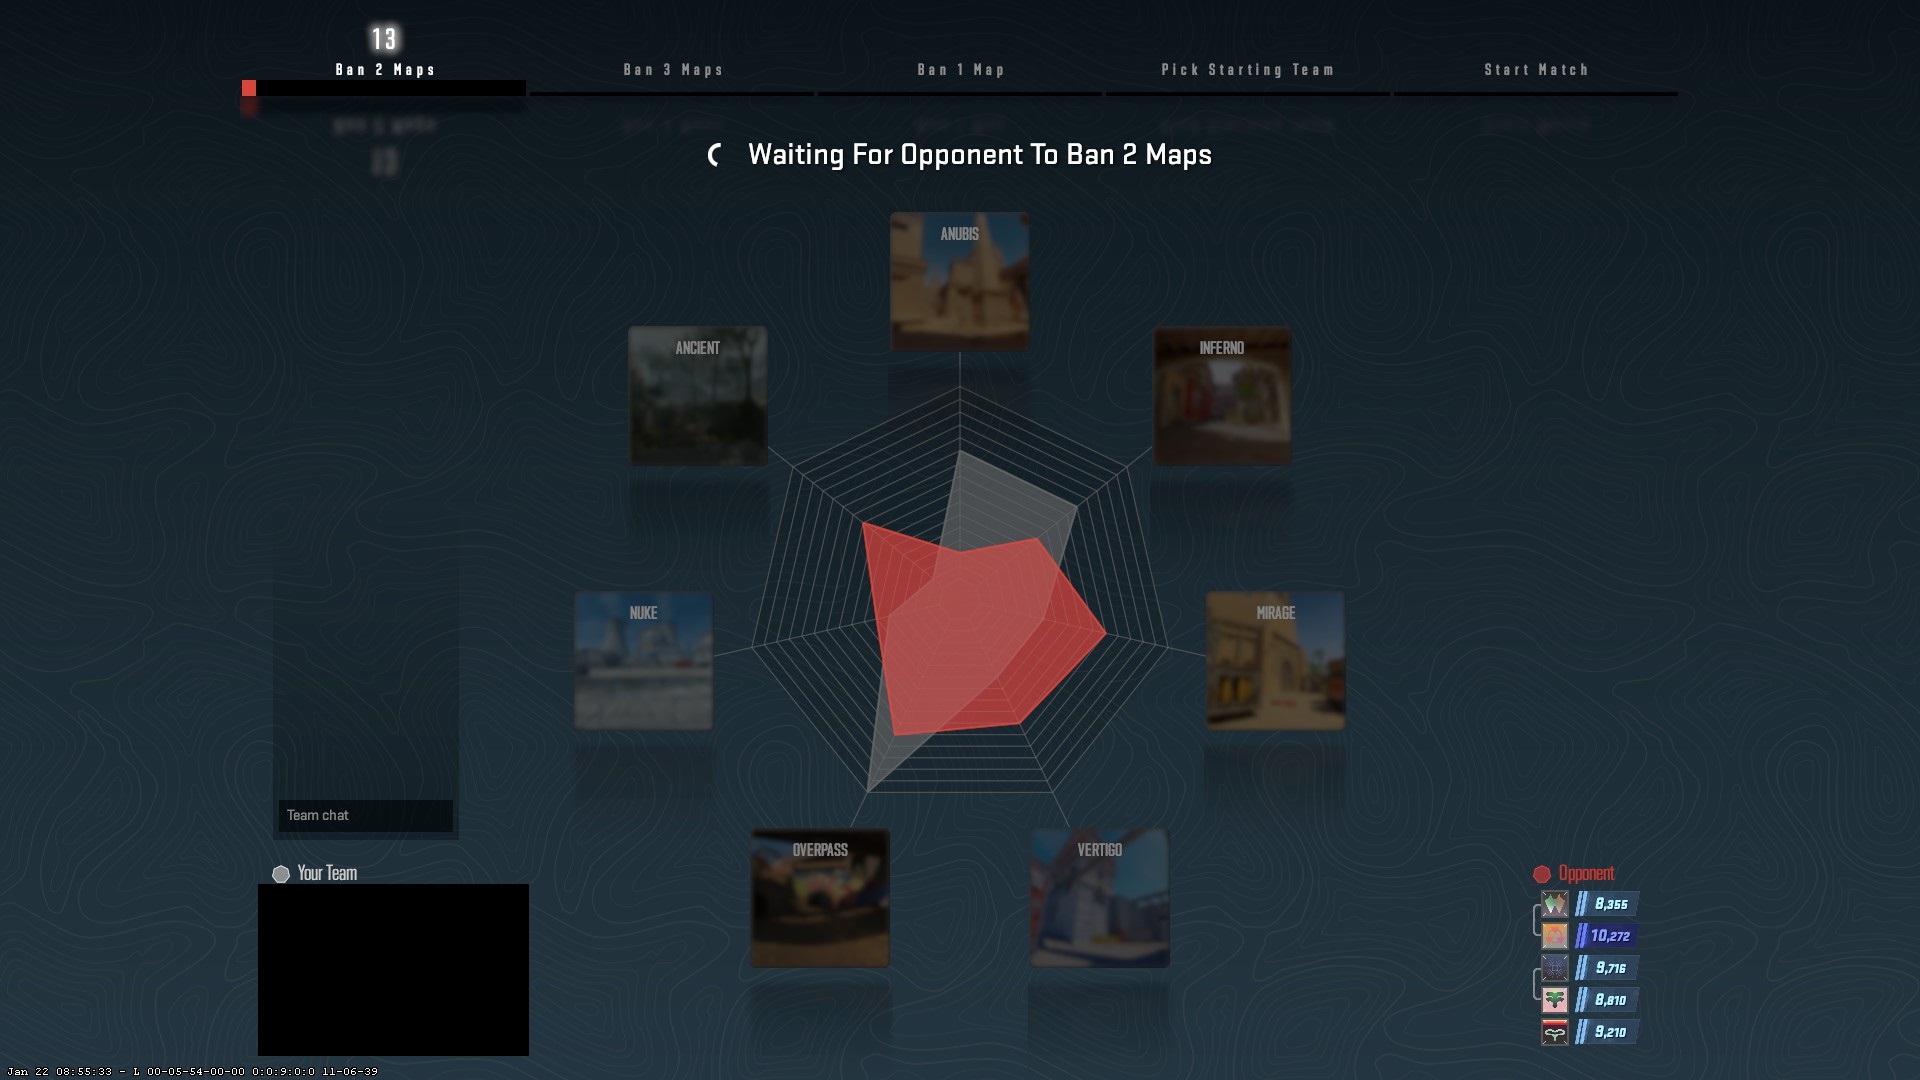 13
Ban 2 Maps
Ban 3 Maps
Ban 1 Map
Pick Starting Team
Start Match
Waiting For Opponent To Ban 2 Maps
ANUBIS
ANCIENT
INFERNO
NUKE
MIRAGE
OVERPASS
VERTIGO
Team chat
Your Team
Opponent
8,355
10,272
9,716
8,810
9,210
Jan 22 08:55:33 - L 00-05-54-00-00 0:0:9:0:0 11-06-39